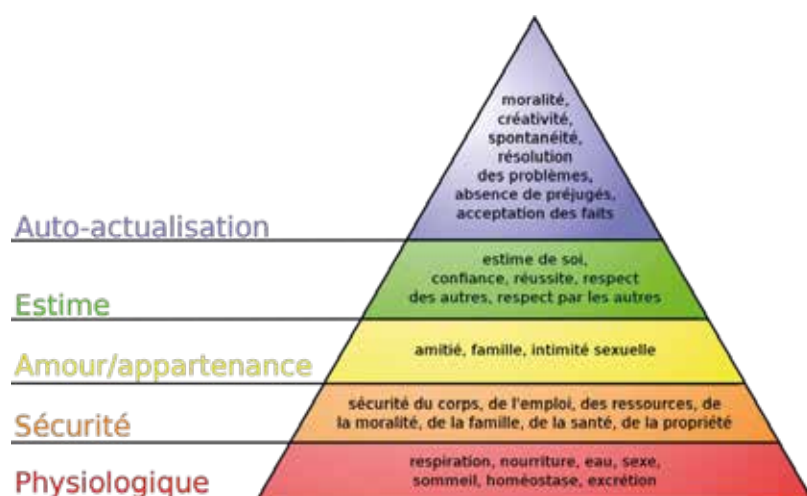 moralité,
créativité,
spontanéité,
résolution
des problèmes,
absence de préjugés,
acceptation des faits
Auto-actualisation
estime de soi,
confiance, réussite, respect
des autres, respect par les autres
Estime
amitié, famille, intimité sexuelle
Amour/appartenance
sécurité du corps, de l'emploi, des ressources, de
la moralité, de la famille, de la santé, de la propriété
Sécurité
respiration, nourriture, eau, sexe,
sommeil, homéostase, excrétion
Physiologique